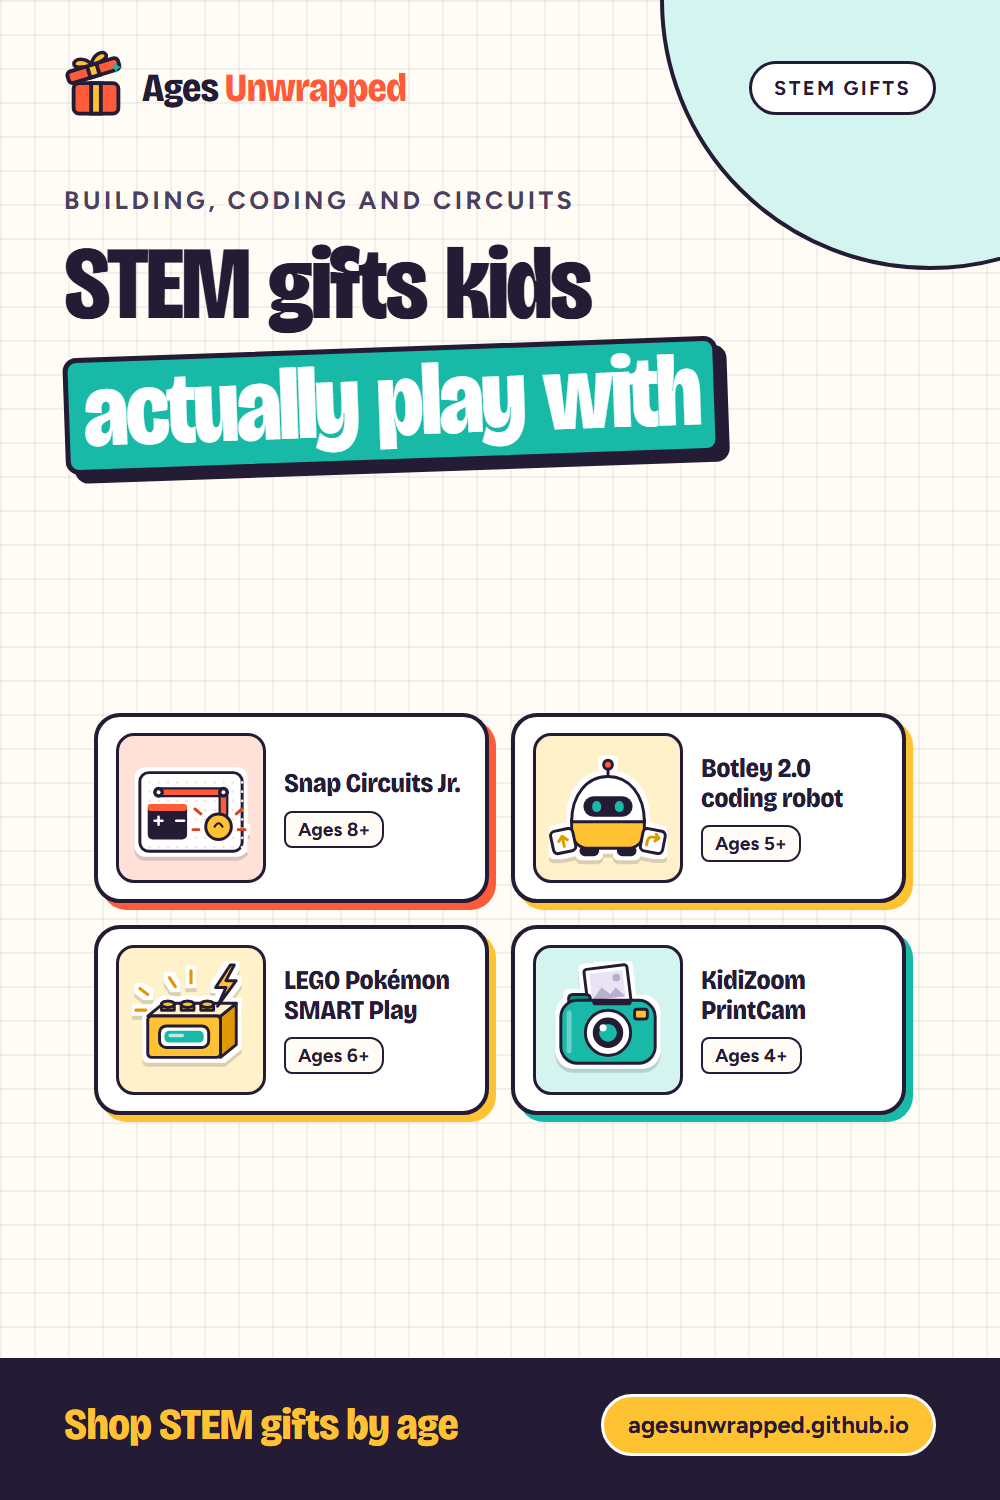 Ages Unwrapped
STEM GIFTS
BUILDING, CODING AND CIRCUITS
STEM gifts kids
actually play with
Snap Circuits Jr.
Ages 8+
Botley 2.0
coding robot
Ages 5+
LEGO Pokémon
SMART Play
Ages 6+
KidiZoom
PrintCam
Ages 4+
Shop STEM gifts by age
agesunwrapped.github.io